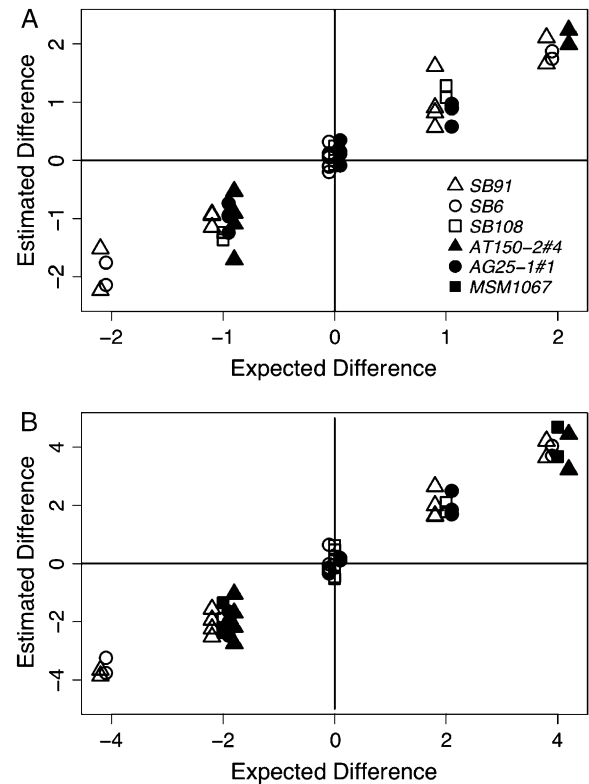 A
2
1
0
−1
−2
Estimated Difference
SB91
SB6
SB108
AT150−2#4
AG25−1#1
MSM1067
−2 −1 0 1 2
Expected Difference
B
4
2
0
−2
−4
Estimated Difference
−4 −2 0 2 4
Expected Difference